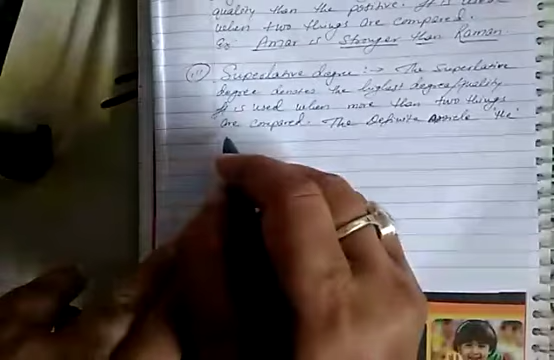 quality than the positive. It is used
when two things are compared.
Ex: Amar is Stronger than Raman.
(iii) Superlative degree :-> The Superlative
degree denotes the highest degree/quality
It is used when more than two things
are compared. The Definite Article 'the'